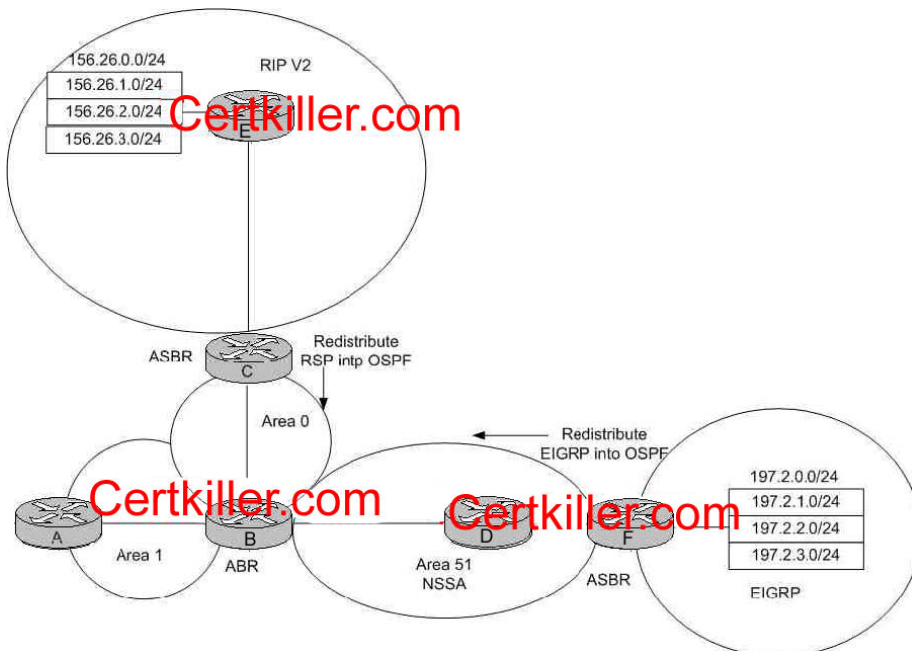 156.26.0.0/24
156.26.1.0/24
156.26.2.0/24
156.26.3.0/24
RIP V2
Certkiller.com
E
ASBR
C
Redistribute
RSP intp OSPF
Area 0
Redistribute
EIGRP into OSPF
Certkiller.com
A
Area 1
B
ABR
Certkiller.com
D
Area 51
NSSA
F
ASBR
197.2.0.0/24
197.2.1.0/24
197.2.2.0/24
197.2.3.0/24
EIGRP